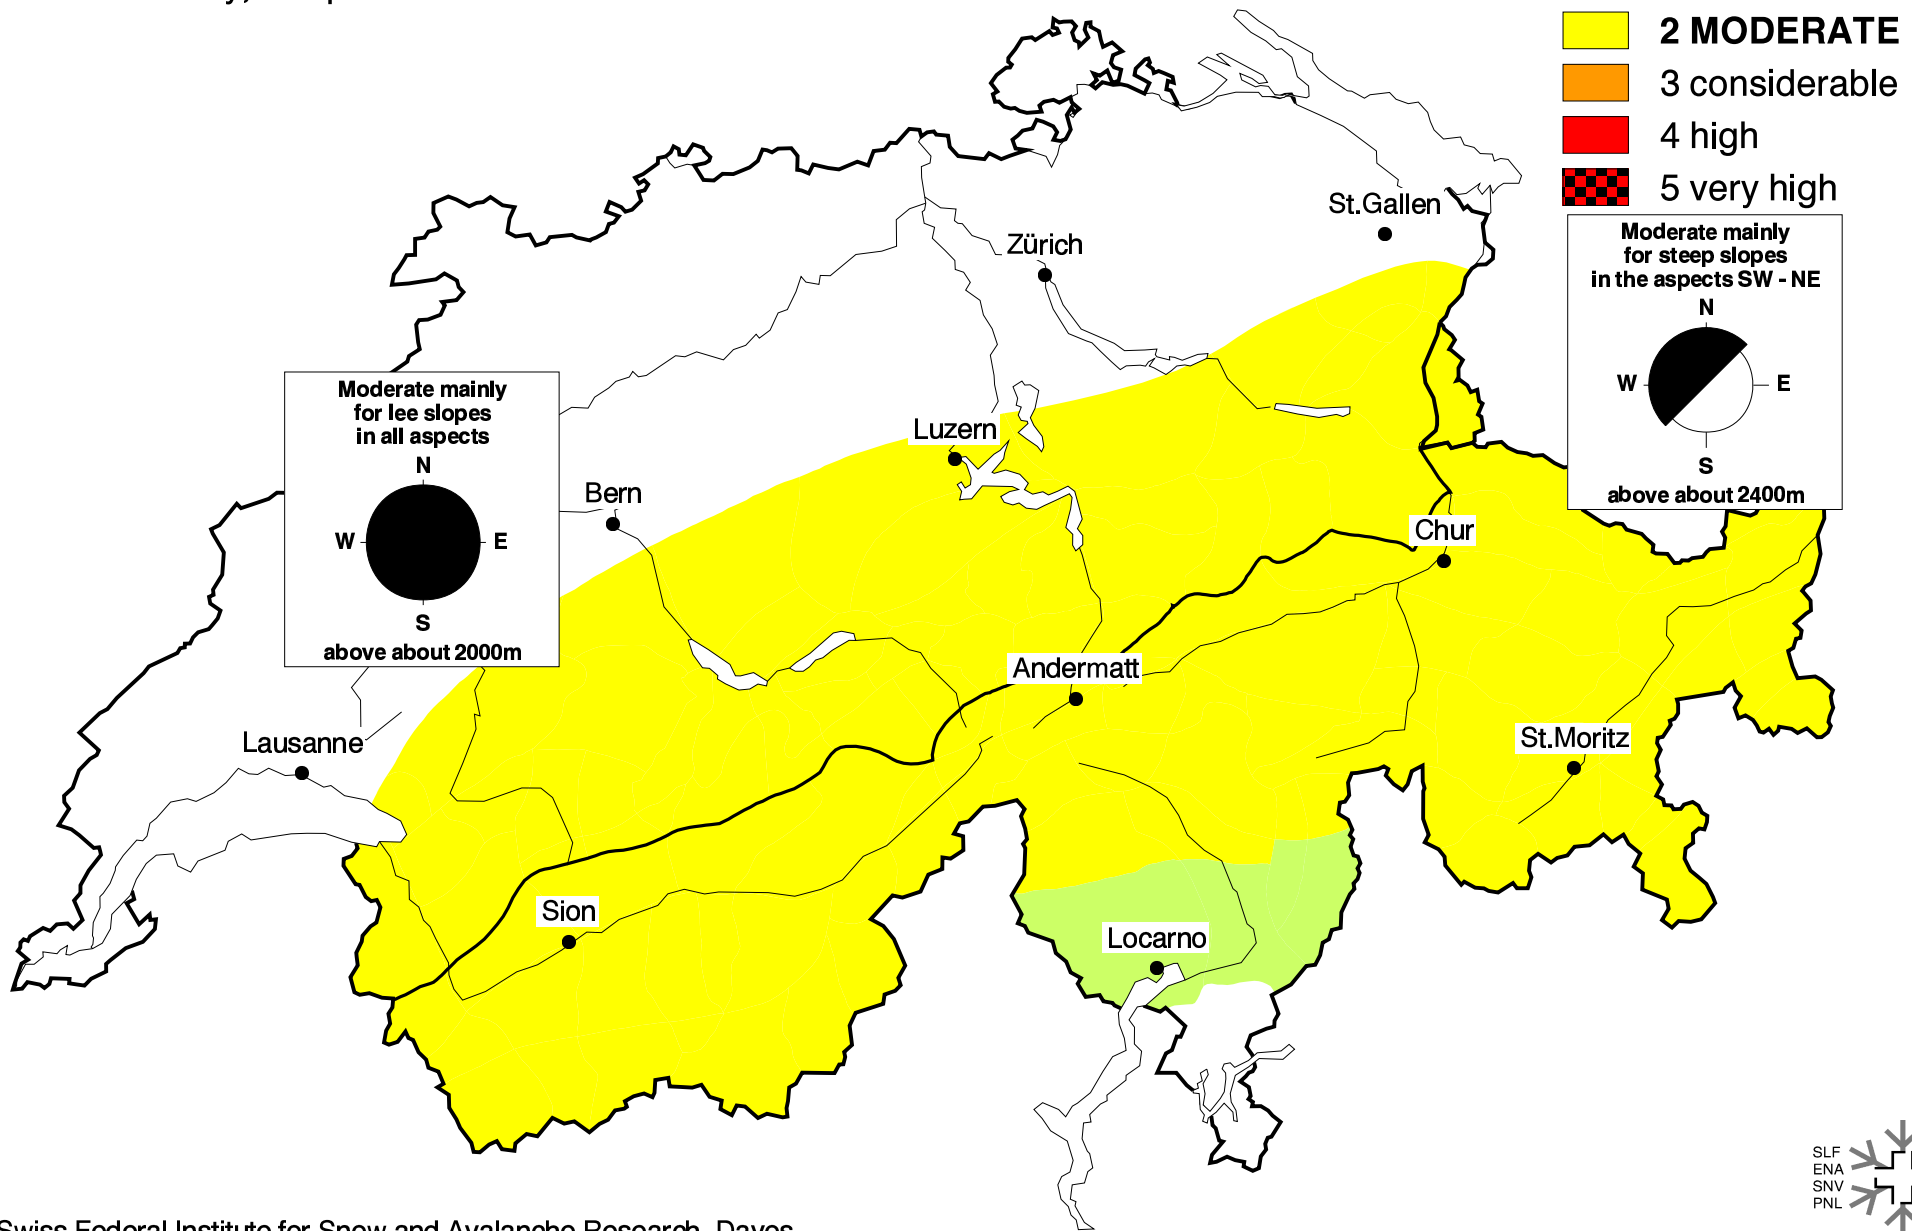 2 MODERATE
3 considerable
4 high
5 very high
Moderate mainly
for steep slopes
in the aspects SW - NE
N
W
E
S
above about 2400m
St.Gallen
Zürich
Moderate mainly
for lee slopes
in all aspects
N
W
E
S
above about 2000m
Luzern
Bern
Chur
Andermatt
Lausanne
St.Moritz
Sion
Locarno
SLF
ENA
SNV
PNL
Swiss Federal Institute for Snow and Avalanche Research, Davos